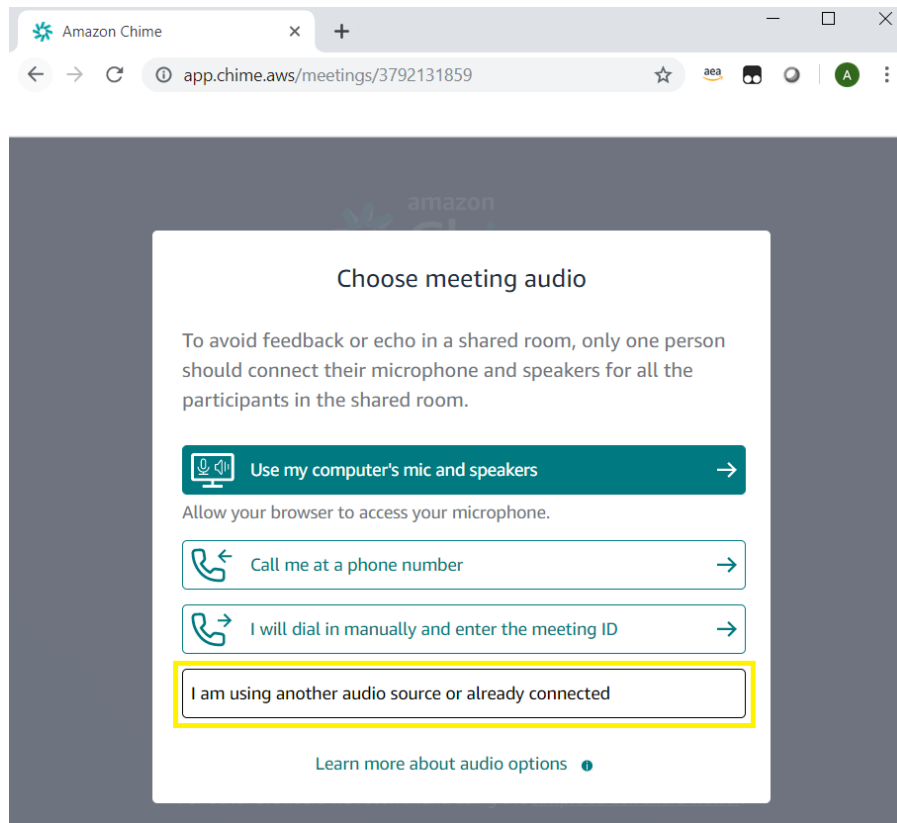 Amazon Chime
app.chime.aws/meetings/3792131859
aea
A
amazon
Choose meeting audio
To avoid feedback or echo in a shared room, only one person
should connect their microphone and speakers for all the
participants in the shared room.
Use my computer's mic and speakers
Allow your browser to access your microphone.
Call me at a phone number
I will dial in manually and enter the meeting ID
I am using another audio source or already connected
Learn more about audio options